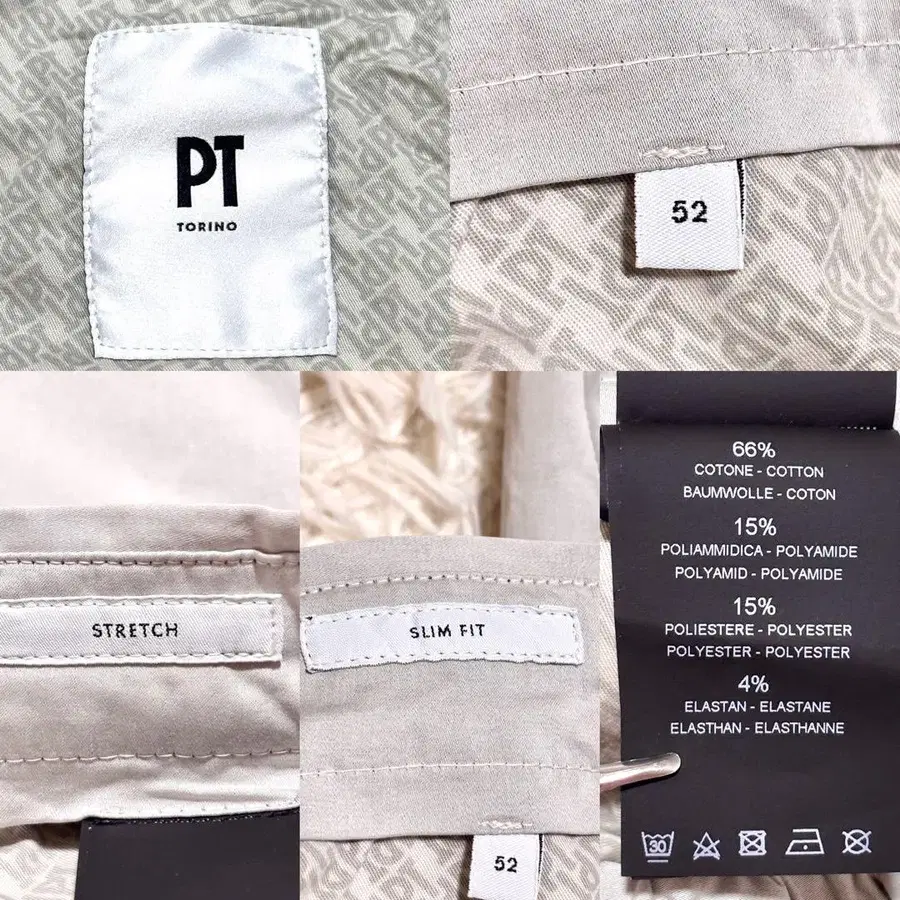 PT
TORINO
52
STRETCH
SLIM FIT
52
66%
COTONE - COTTON
BAUMWOLLE - COTON
15%
POLIAMMIDICA - POLYAMIDE
POLYAMID - POLYAMIDE
15%
POLIESTERE - POLYESTER
POLYESTER - POLYESTER
4%
ELASTAN - ELASTANE
ELASTHAN - ELASTHANNE
30